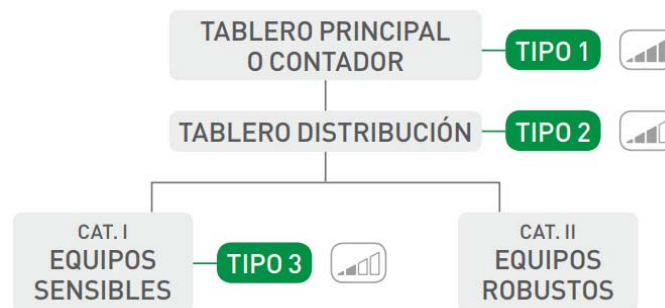 TABLERO PRINCIPAL
O CONTADOR
TIPO 1
TABLERO DISTRIBUCIÓN
TIPO 2
CAT. I
EQUIPOS
SENSIBLES
TIPO 3
CAT. II
EQUIPOS
ROBUSTOS